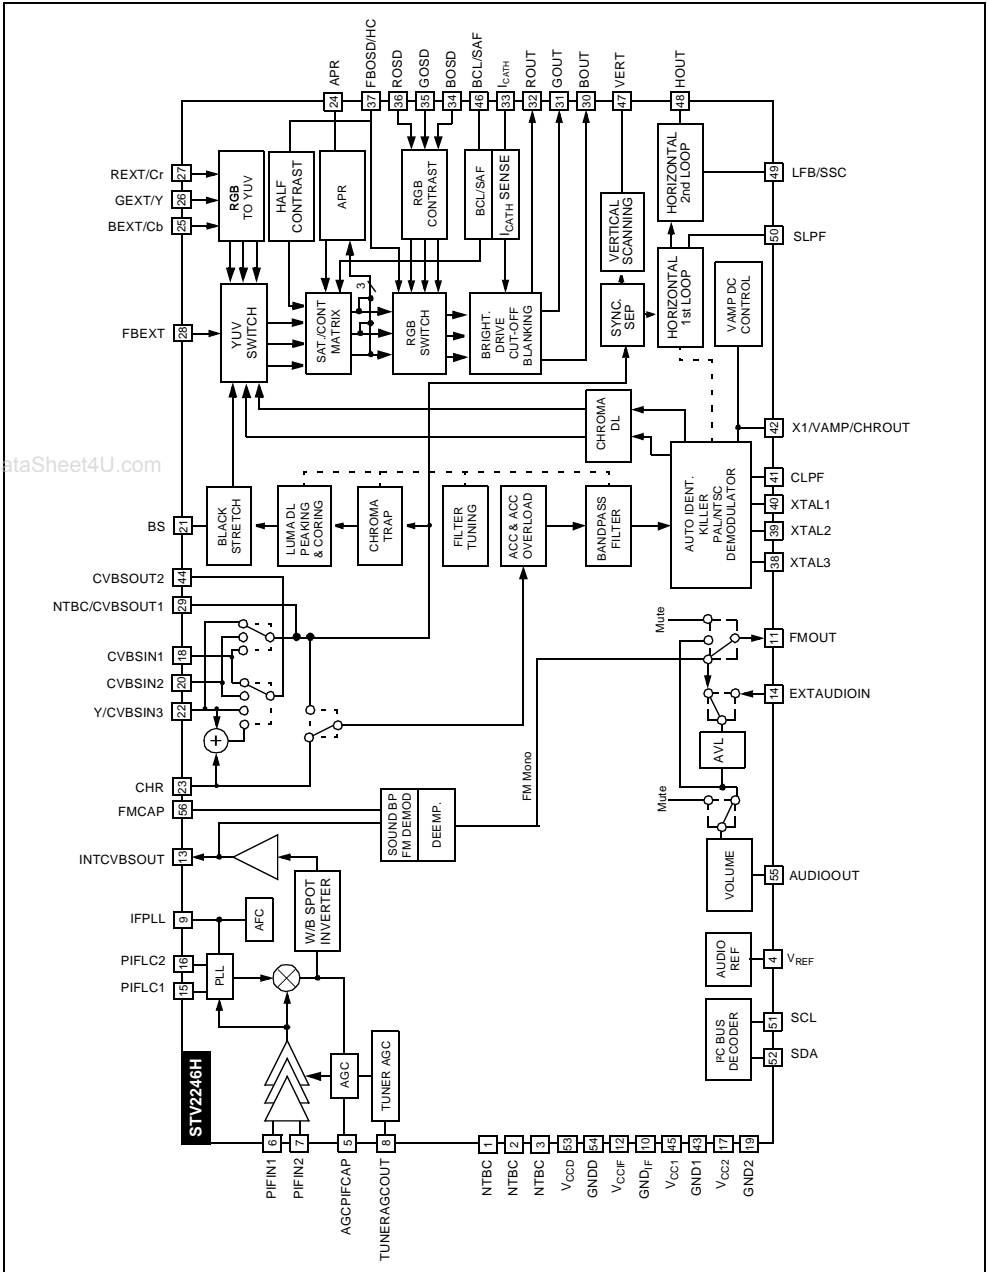 APR
FBOSD/HC
ROSD
GOSD
BOSD
BCL/SAF
ICATH
ROUT
GOUT
BOUT
VERT
HOUT
24
37
36
35
34
46
33
32
31
30
47
48
REXT/Cr
27
GEXT/Y
26
BEXT/Cb
25
RGB
TO YUV
HALF
CONTRAST
APR
RGB
CONTRAST
BCL/SAF
ICATH SENSE
VERTICAL
SCANNING
HORIZONTAL
2nd LOOP
49
LFB/SSC
50
SLPF
FBEXT
28
YUV
SWITCH
SAT./CONT
MATRIX
3
RGB
SWITCH
BRIGHT.
DRIVE
CUT-OFF
BLANKING
SYNC.
SEP
HORIZONTAL
1st LOOP
VAMP DC
CONTROL
CHROMA
DL
42
X1/VAMP/CHROUT
ataSheet4U.com
41
CLPF
40
XTAL1
39
XTAL2
38
XTAL3
BS
21
BLACK
STRETCH
LUMA DL
PEAKING
& CORING
CHROMA
TRAP
FILTER
TUNING
ACC & ACC
OVERLOAD
BANDPASS
FILTER
AUTO IDENT.
KILLER
PAL/NTSC
DEMODULATOR
CVBSOUT2
44
NTBC/CVBSOUT1
29
CVBSIN1
18
CVBSIN2
20
Y/CVBSIN3
22
+
CHR
23
FMCAP
56
INTCVBSOUT
13
Mute
11
FMOUT
14
EXTAUDIOIN
AVL
FM Mono
Mute
SOUND BP
FM DEMOD
DEEMP.
VOLUME
55
AUDIOOUT
W/B SPOT
INVERTER
IFPLL
9
AFC
PIFLC2
16
PIFLC1
15
PLL
AUDIO
REF
4
VREF
I²C BUS
DECODER
51
SCL
52
SDA
STV2246H
AGC
TUNER AGC
6
7
5
8
1
2
3
53
54
12
10
45
43
17
19
PIFIN1
PIFIN2
AGCPIFCAP
TUNERAGCOUT
NTBC
NTBC
NTBC
VCCD
GNDD
VCCIF
GNDIF
VCC1
GND1
VCC2
GND2